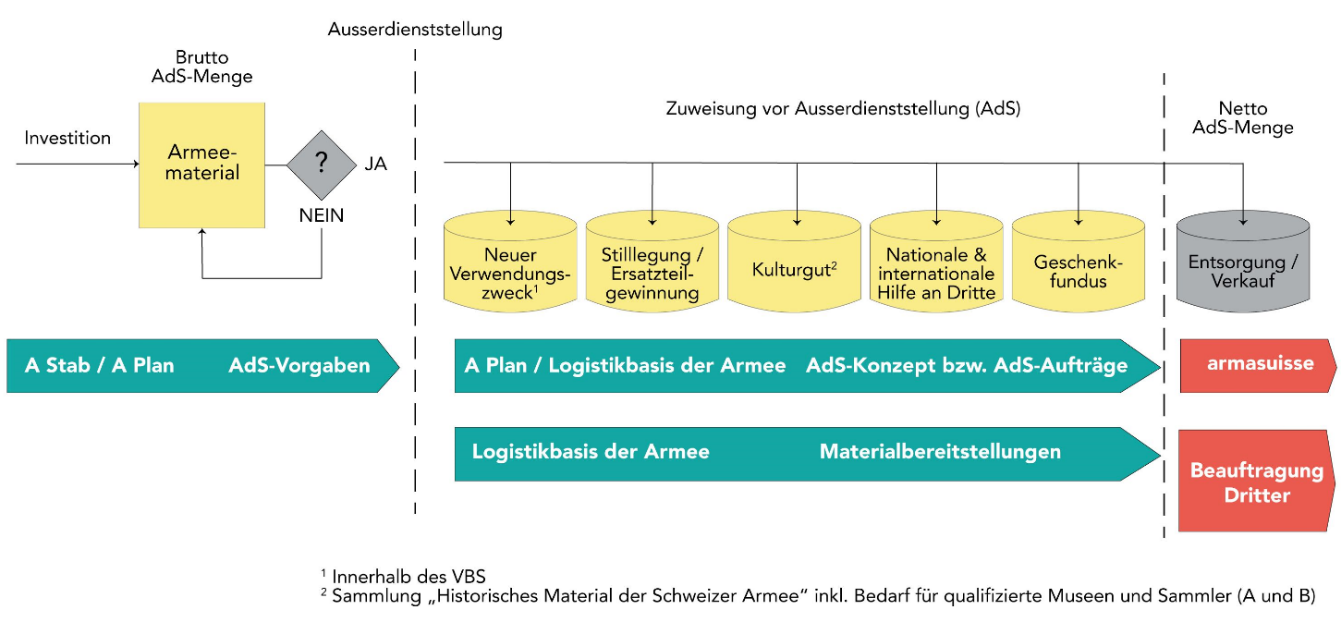 Ausserdienststellung
Brutto
AdS-Menge
Investition
Armee-
material
?
JA
NEIN
Zuweisung vor Ausserdienststellung (AdS)
Netto
AdS-Menge
Neuer
Verwendungs-
zweck¹
Stilllegung /
Ersatzteil-
gewinnung
Kulturgut²
Nationale &
internationale
Hilfe an Dritte
Geschenk-
fundus
Entsorgung /
Verkauf
A Stab / A Plan AdS-Vorgaben
A Plan / Logistikbasis der Armee AdS-Konzept bzw. AdS-Aufträge
armasuisse
Logistikbasis der Armee Materialbereitstellungen
Beauftragung
Dritter
¹ Innerhalb des VBS
² Sammlung „Historisches Material der Schweizer Armee“ inkl. Bedarf für qualifizierte Museen und Sammler (A und B)